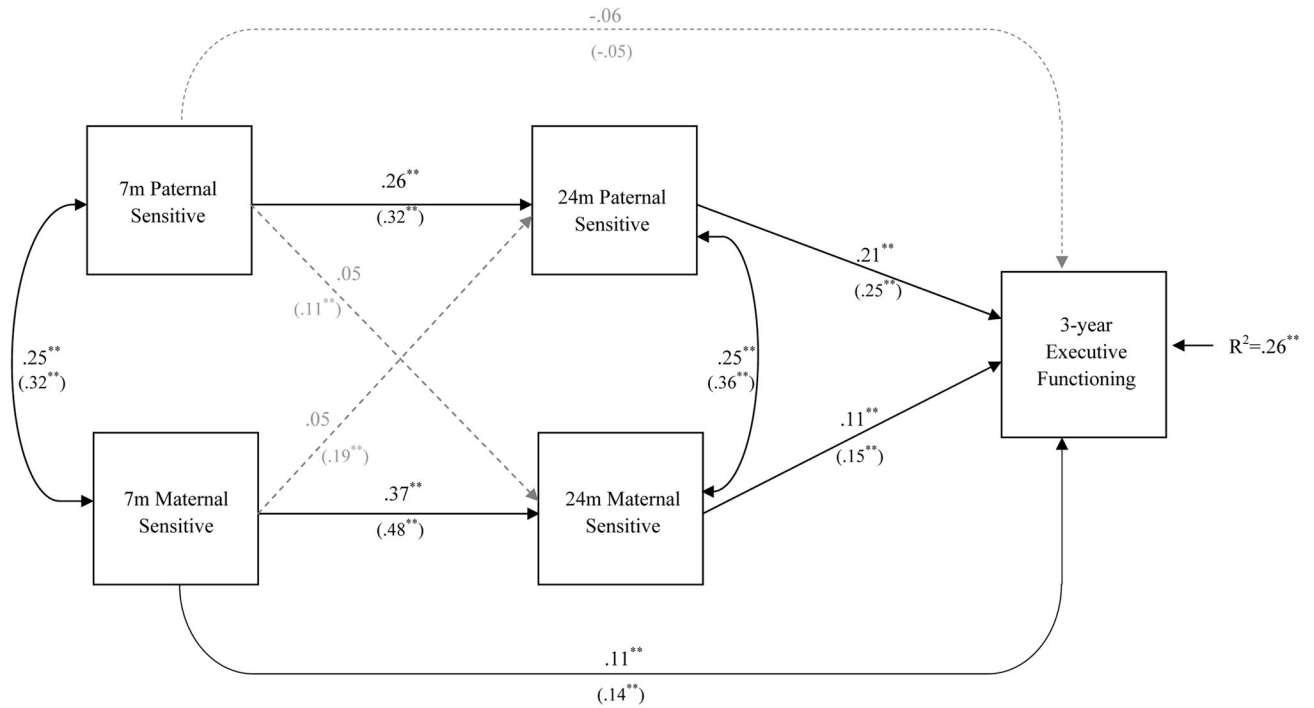 -.06
(-.05)
7m Paternal
Sensitive
.26**
(.32**)
24m Paternal
Sensitive
.05
(.11**)
.21**
(.25**)
3-year
Executive
Functioning
R²=.26**
.25**
(.32**)
.25**
(.36**)
.05
(.19**)
.11**
(.15**)
7m Maternal
Sensitive
.37**
(.48**)
24m Maternal
Sensitive
.11**
(.14**)